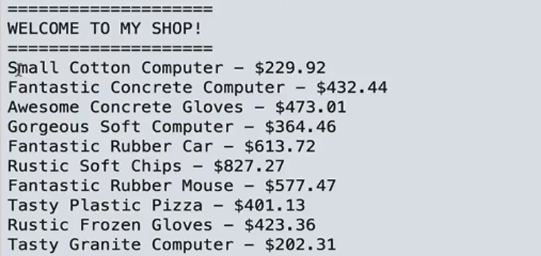 =====================
WELCOME TO MY SHOP!
=====================
Small Cotton Computer – $229.92
Fantastic Concrete Computer – $432.44
Awesome Concrete Gloves – $473.01
Gorgeous Soft Computer – $364.46
Fantastic Rubber Car – $613.72
Rustic Soft Chips – $827.27
Fantastic Rubber Mouse – $577.47
Tasty Plastic Pizza – $401.13
Rustic Frozen Gloves – $423.36
Tasty Granite Computer – $202.31